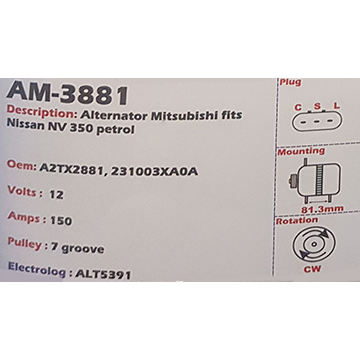 AM-3881
Description: Alternator Mitsubishi fits
Nissan NV 350 petrol
Oem: A2TX2881, 231003XA0A
Volts : 12
Amps : 150
Pulley : 7 groove
Electrolog : ALT5391
Plug
C S L
Mounting
81.3mm
Rotation
CW